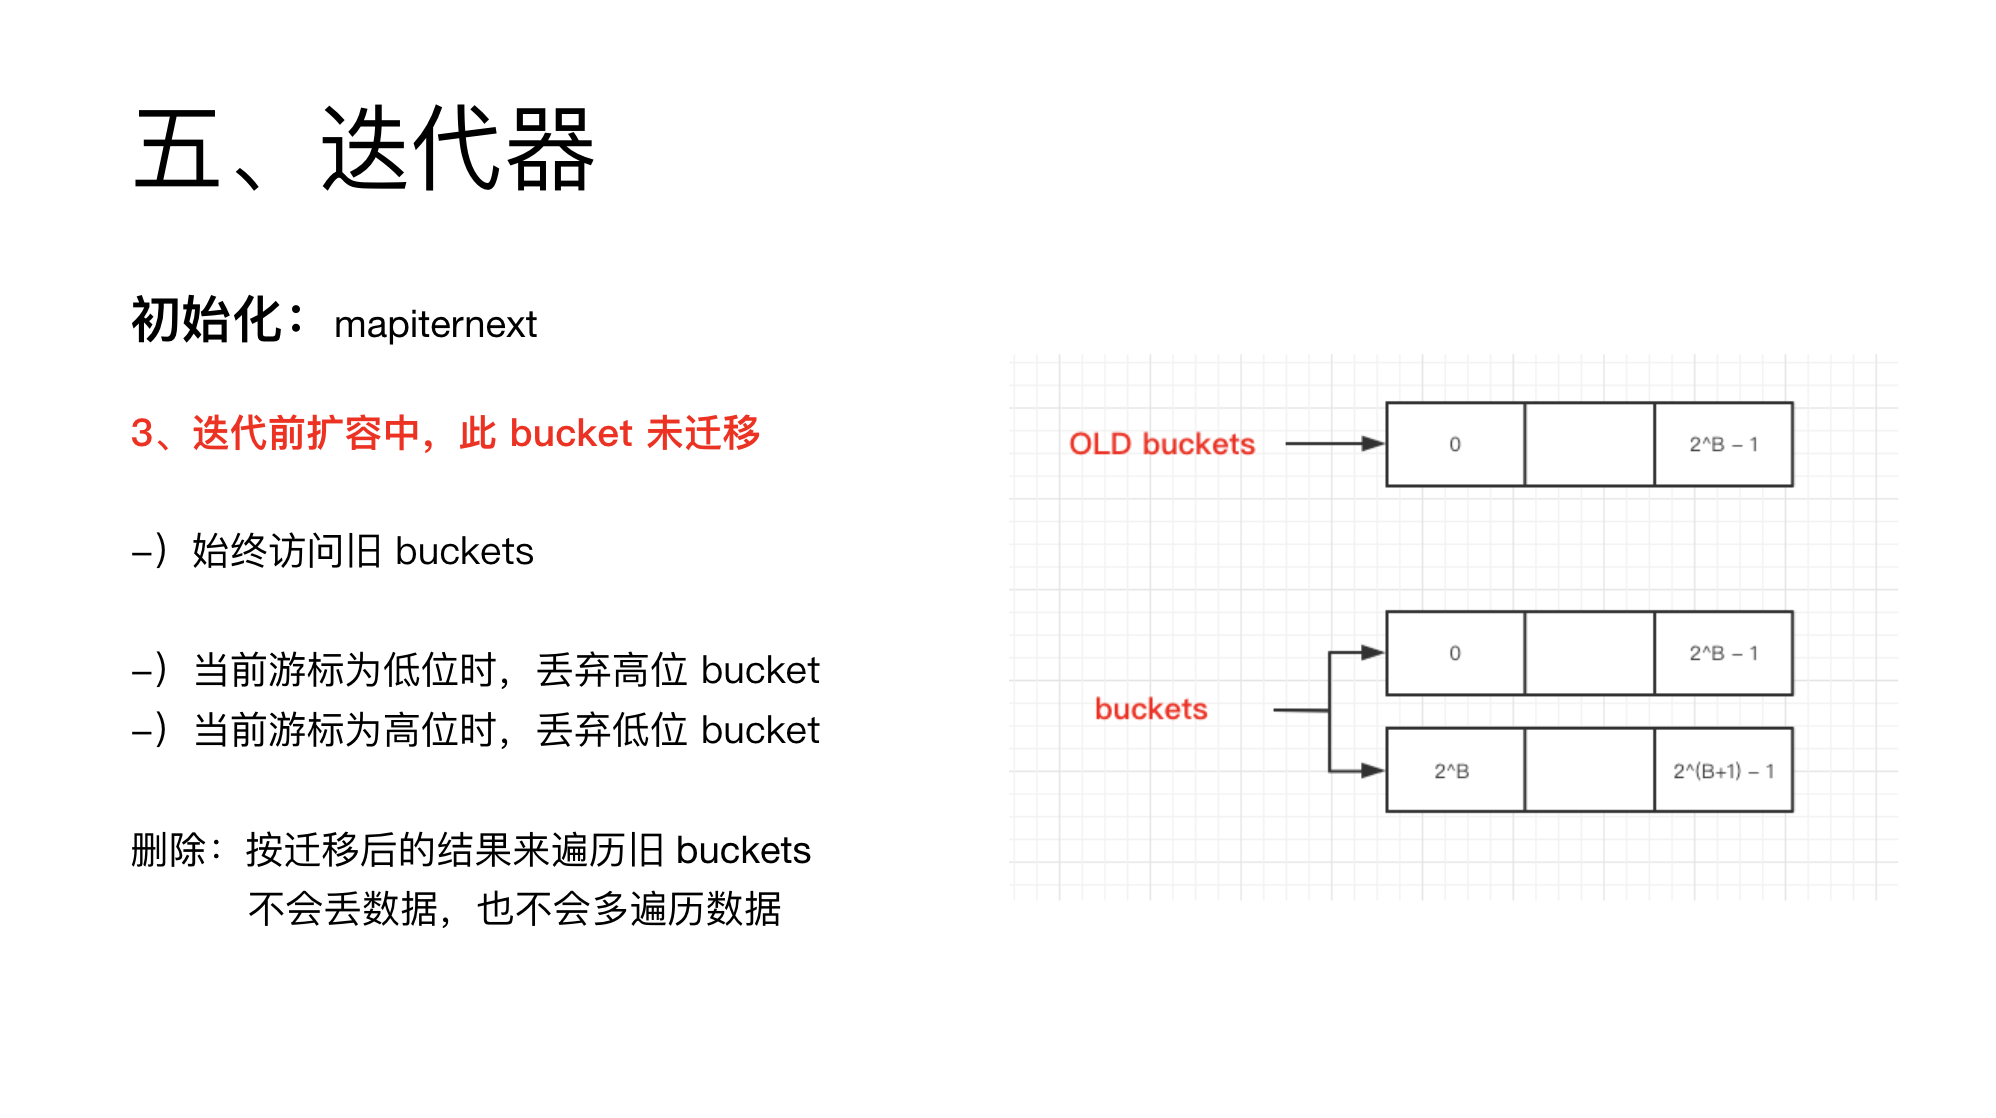 五、迭代器
初始化：mapiternext
3、迭代前扩容中，此 bucket 未迁移
–）始终访问旧 buckets
–）当前游标为低位时，丢弃高位 bucket
–）当前游标为高位时，丢弃低位 bucket
删除：按迁移后的结果来遍历旧 buckets
不会丢数据，也不会多遍历数据
OLD buckets
0
2^B – 1
buckets
0
2^B – 1
2^B
2^(B+1) – 1